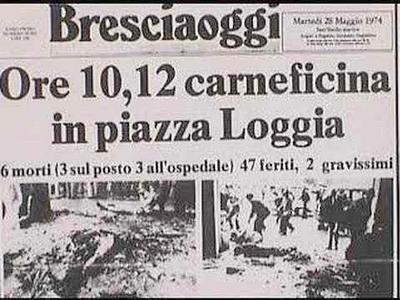 Bresciaoggi
Martedì 28 Maggio 1974
Ore 10,12 carneficina
in piazza Loggia
6 morti (3 sul posto 3 all'ospedale) 47 feriti, 2 gravissimi